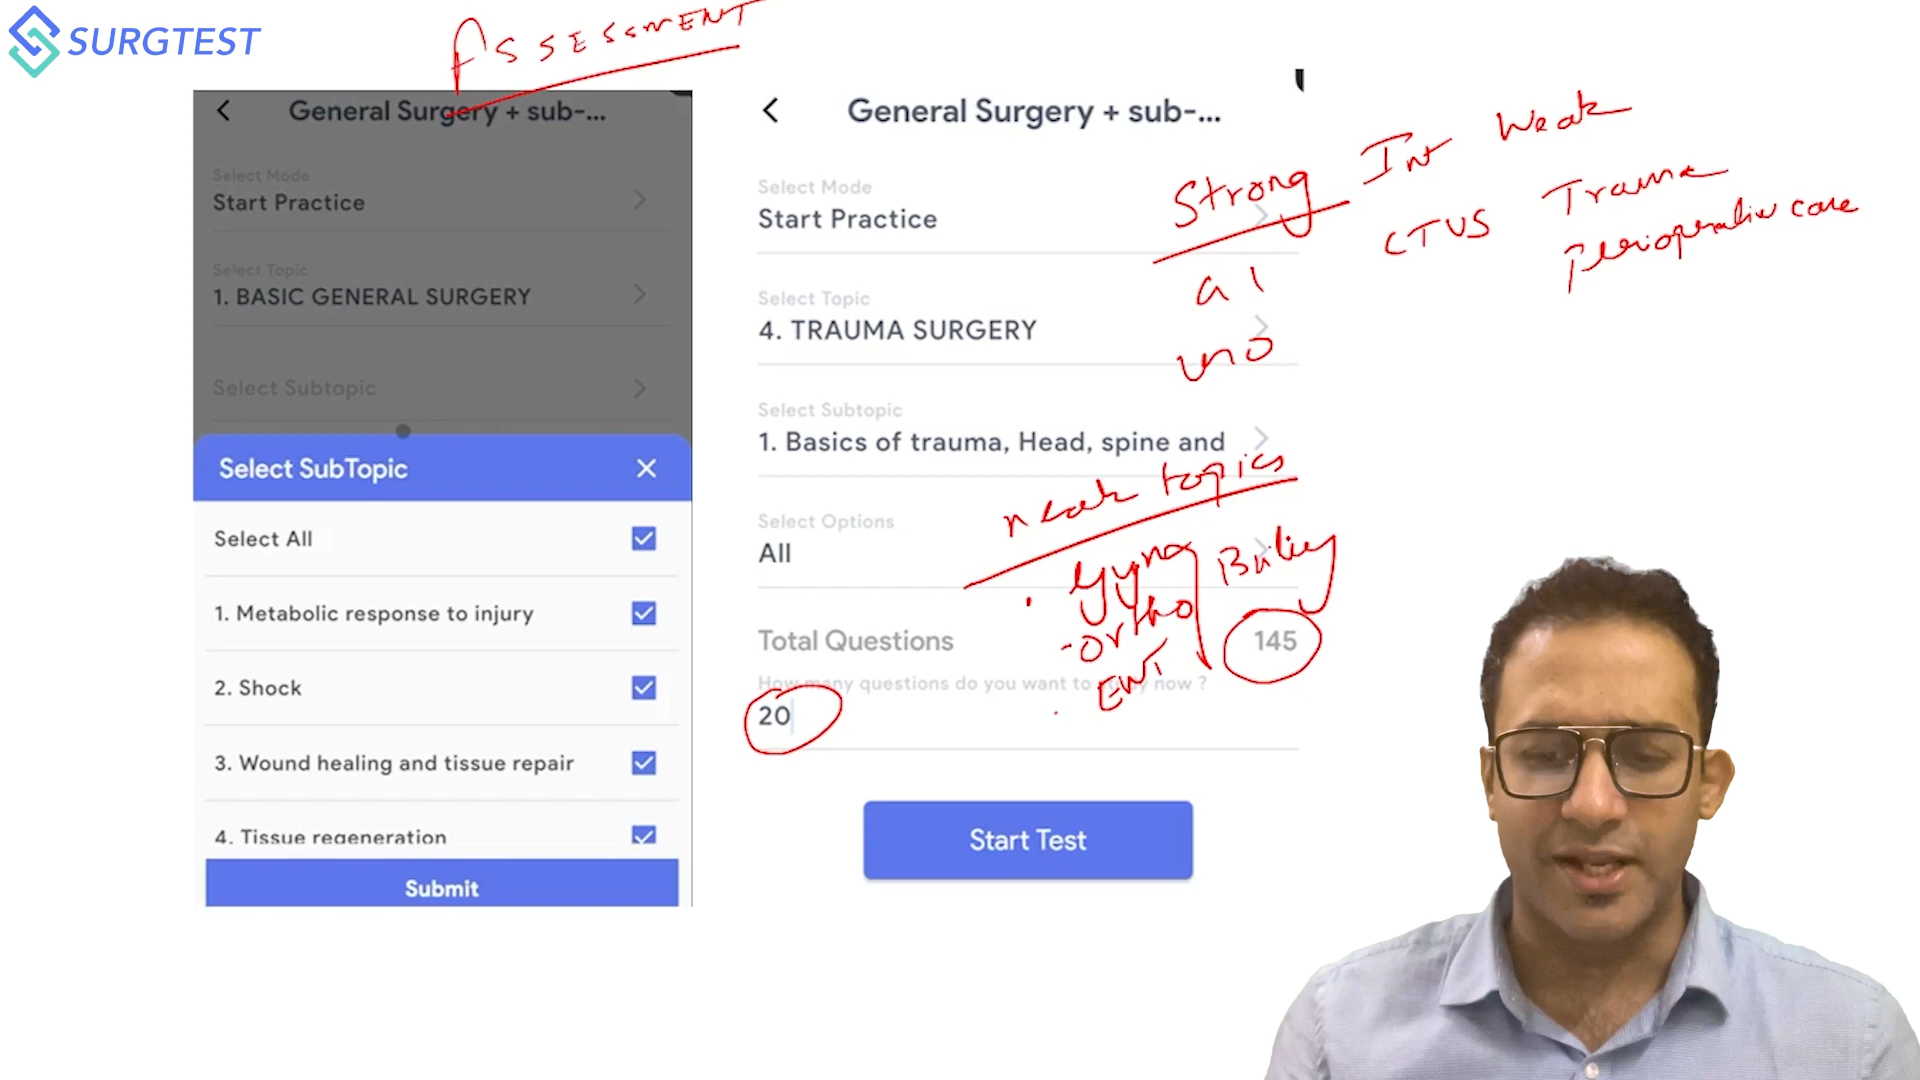 SURGTEST
ASSESSMENT
General Surgery + sub-...
Select Mode
Start Practice
Select Topic
1. BASIC GENERAL SURGERY
Select Subtopic
Select SubTopic
Select All
1. Metabolic response to injury
2. Shock
3. Wound healing and tissue repair
4. Tissue regeneration
Submit
General Surgery + sub-...
Select Mode
Start Practice
Select Topic
4. TRAUMA SURGERY
Select Subtopic
1. Basics of trauma, Head, spine and
Select Options
All
Total Questions 145
How many questions do you want to now ?
20
Start Test
Strong Int Weak
CTVS Trauma
Perioperative care
GI
weak topics
Gyna
Ortho
ENT
Bailey